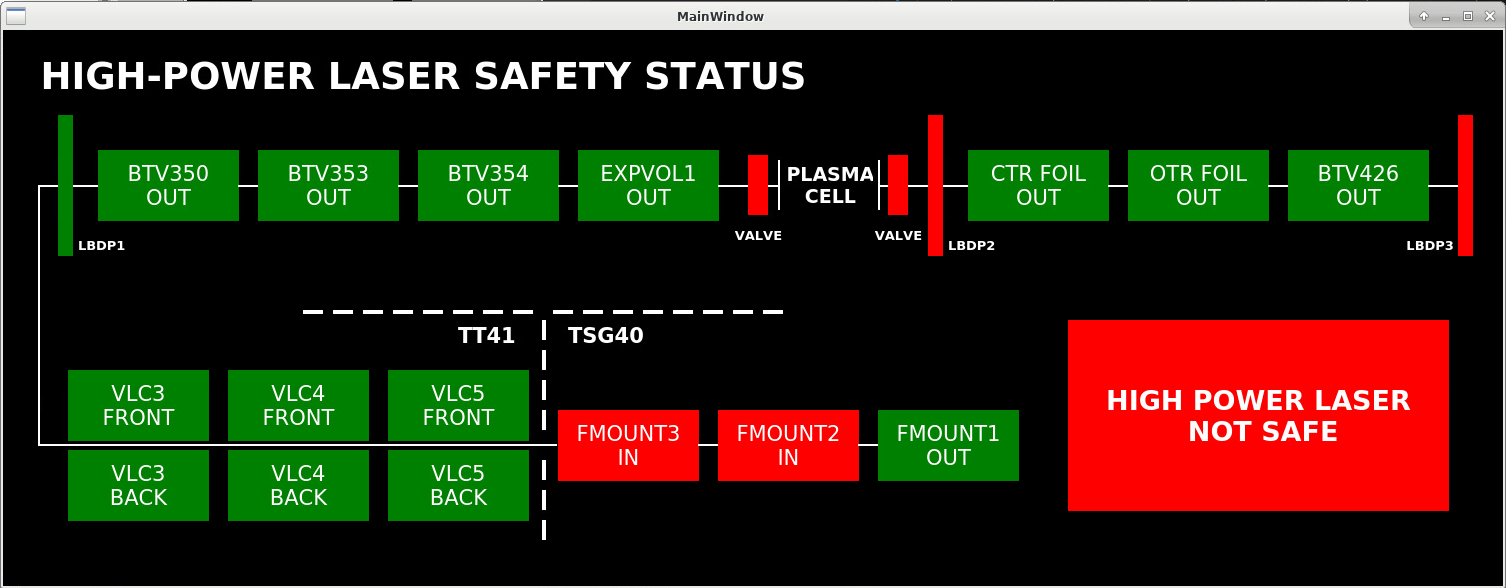 MainWindow
HIGH-POWER LASER SAFETY STATUS
BTV350
OUT
BTV353
OUT
BTV354
OUT
EXPVOL1
OUT
PLASMA
CELL
CTR FOIL
OUT
OTR FOIL
OUT
BTV426
OUT
LBDP1
VALVE
VALVE
LBDP2
LBDP3
TT41
TSG40
VLC3
FRONT
VLC4
FRONT
VLC5
FRONT
FMOUNT3
IN
FMOUNT2
IN
FMOUNT1
OUT
HIGH POWER LASER
NOT SAFE
VLC3
BACK
VLC4
BACK
VLC5
BACK